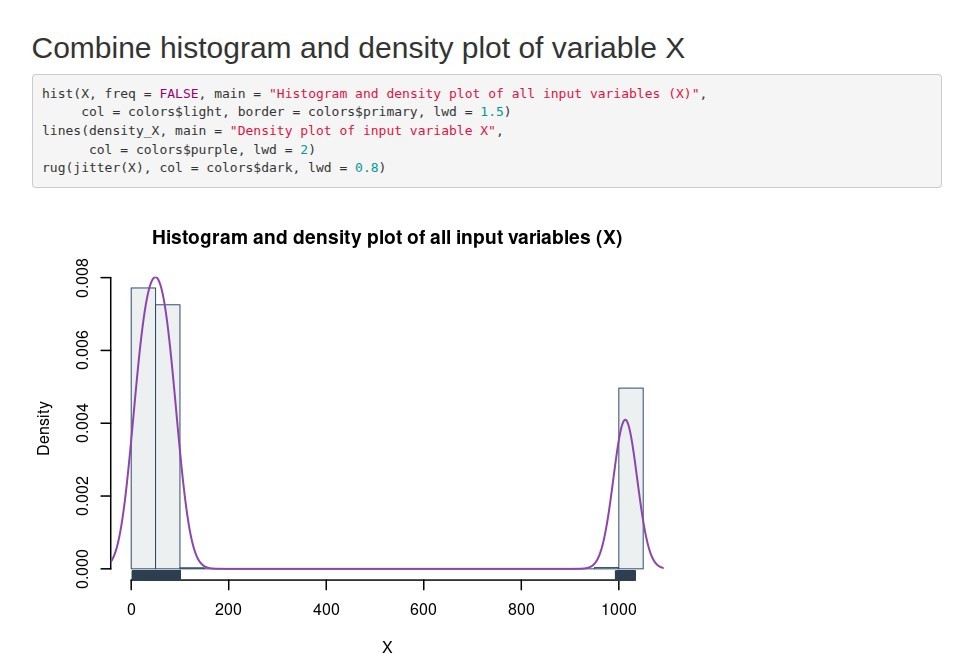 Combine histogram and density plot of variable X
hist(X, freq = FALSE, main = "Histogram and density plot of all input variables (X)",
     col = colors$light, border = colors$primary, lwd = 1.5)
lines(density_X, main = "Density plot of input variable X",
      col = colors$purple, lwd = 2)
rug(jitter(X), col = colors$dark, lwd = 0.8)
Histogram and density plot of all input variables (X)
Density
0.008
0.006
0.004
0.002
0.000
0 200 400 600 800 1000
X